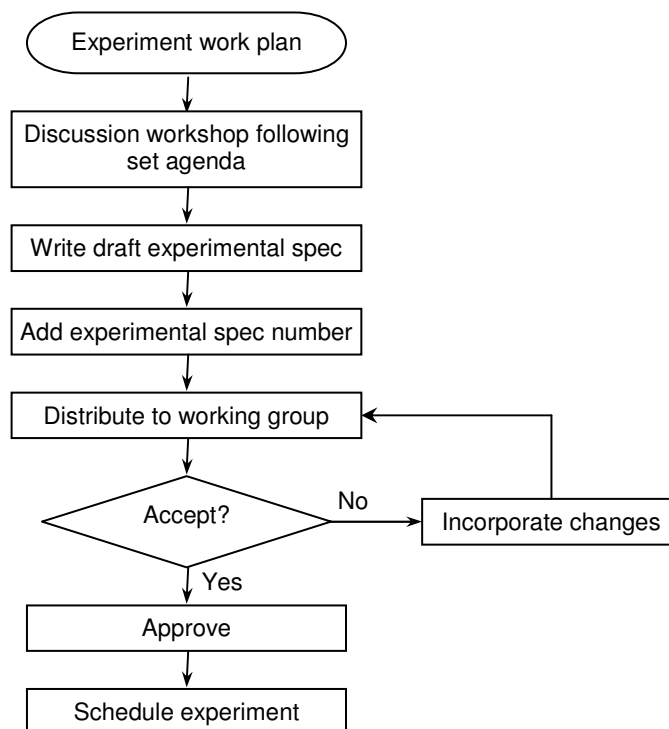 Experiment work plan
Discussion workshop following
set agenda
Write draft experimental spec
Add experimental spec number
Distribute to working group
Accept?
No
Incorporate changes
Yes
Approve
Schedule experiment